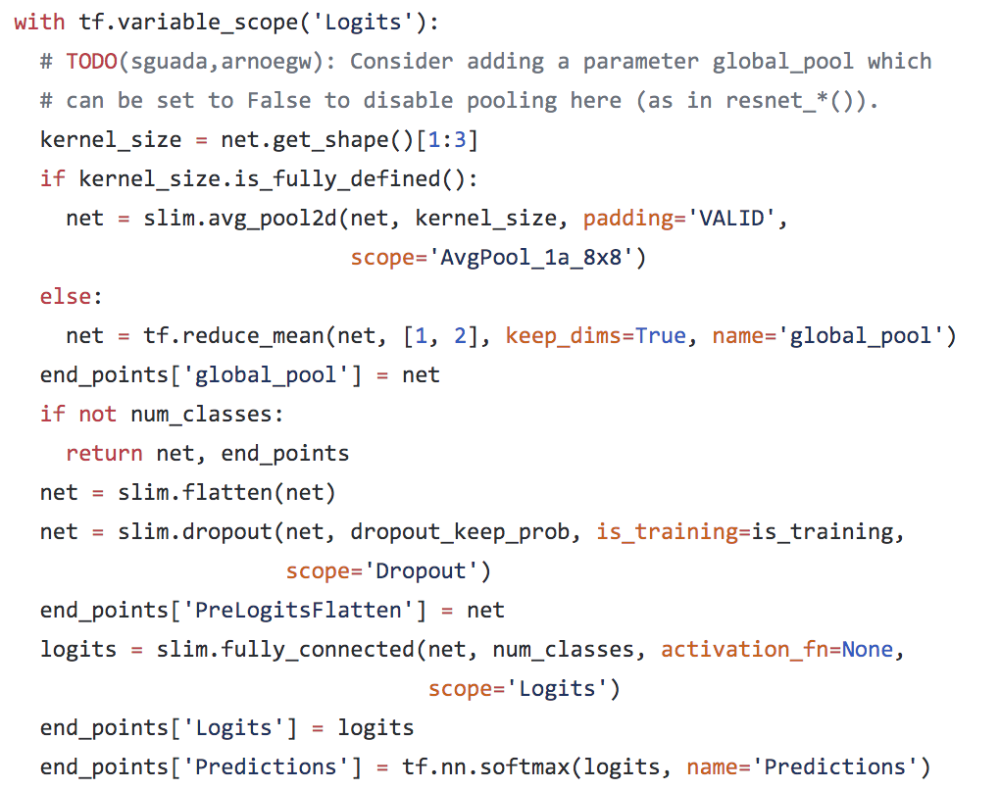 with tf.variable_scope('Logits'):
  # TODO(sguada,arnoegw): Consider adding a parameter global_pool which
  # can be set to False to disable pooling here (as in resnet_*()).
  kernel_size = net.get_shape()[1:3]
  if kernel_size.is_fully_defined():
    net = slim.avg_pool2d(net, kernel_size, padding='VALID',
                          scope='AvgPool_1a_8x8')
  else:
    net = tf.reduce_mean(net, [1, 2], keep_dims=True, name='global_pool')
  end_points['global_pool'] = net
  if not num_classes:
    return net, end_points
  net = slim.flatten(net)
  net = slim.dropout(net, dropout_keep_prob, is_training=is_training,
                     scope='Dropout')
  end_points['PreLogitsFlatten'] = net
  logits = slim.fully_connected(net, num_classes, activation_fn=None,
                                scope='Logits')
  end_points['Logits'] = logits
  end_points['Predictions'] = tf.nn.softmax(logits, name='Predictions')